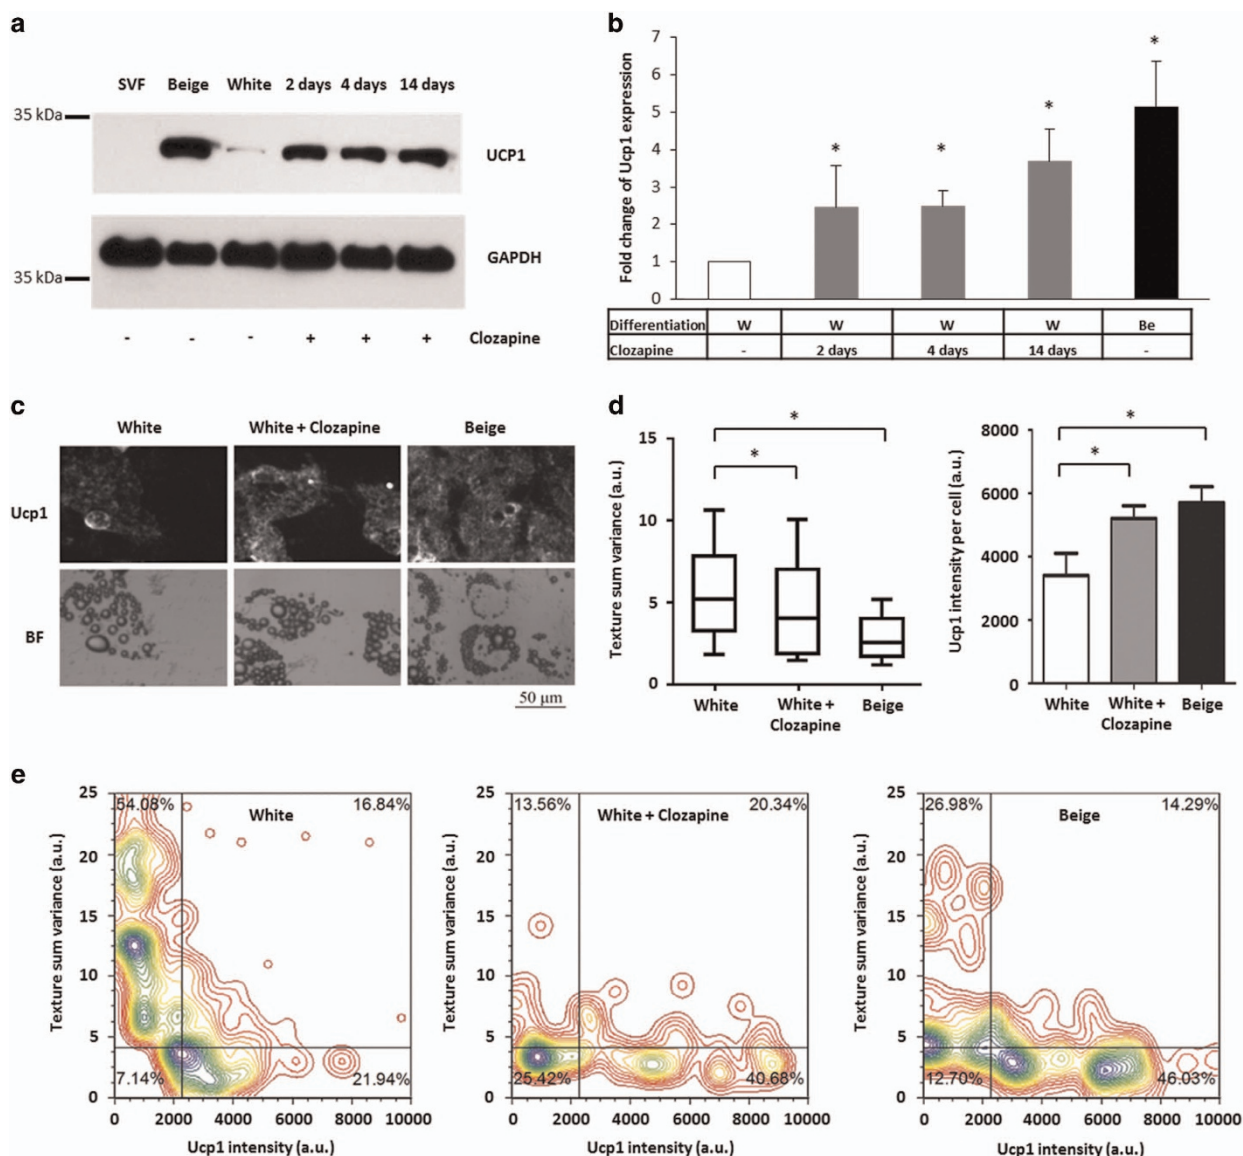 a
SVF Beige White 2 days 4 days 14 days
35 kDa
UCP1
GAPDH
35 kDa
- - - + + + Clozapine
b
Fold change of Ucp1 expression
7
6
5
4
3
2
1
0
* * * *
Differentiation W W W W Be
Clozapine - 2 days 4 days 14 days -
c
White White + Clozapine Beige
Ucp1
BF
50 µm
d
Texture sum variance (a.u.)
15
10
5
0
*
*
White White + Clozapine Beige
Ucp1 intensity per cell (a.u.)
8000
6000
4000
2000
0
*
*
White White + Clozapine Beige
e
Texture sum variance (a.u.)
25
20
15
10
5
0
54.08% 16.84%
White
7.14% 21.94%
0 2000 4000 6000 8000 10000
Ucp1 intensity (a.u.)
Texture sum variance (a.u.)
25
20
15
10
5
0
13.56% 20.34%
White + Clozapine
25.42% 40.68%
0 2000 4000 6000 8000 10000
Ucp1 intensity (a.u.)
Texture sum variance (a.u.)
25
20
15
10
5
0
26.98% 14.29%
Beige
12.70% 46.03%
0 2000 4000 6000 8000 10000
Ucp1 intensity (a.u.)